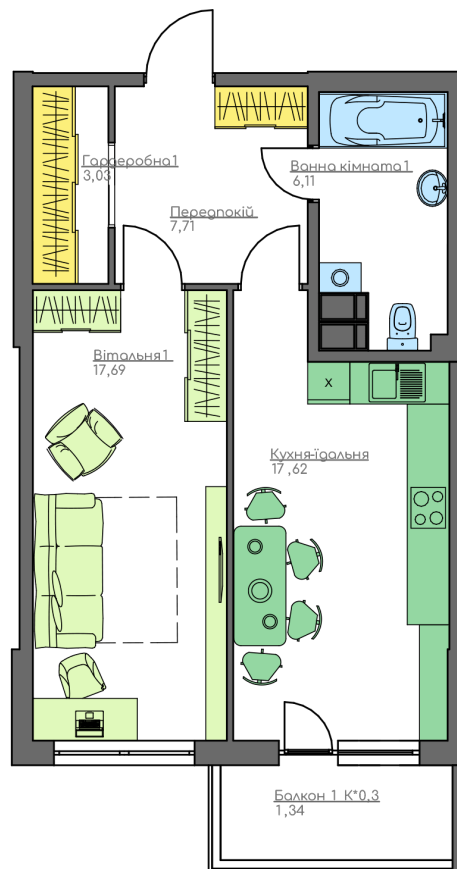 Гардеробна1
3,03
Ванна кімната1
6,11
Передпокій
7,71
Вітальня1
17,69
X
Кухня-їдальня
17,62
Балкон 1 К*0,3
1,34